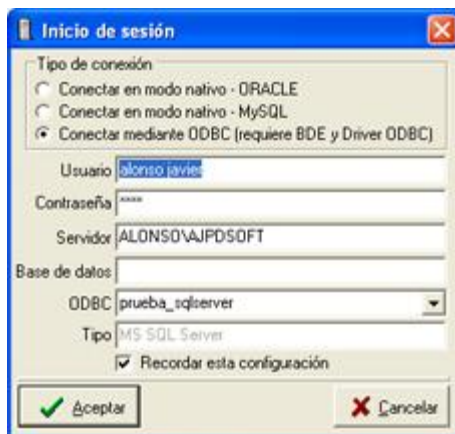 Inicio de sesión
Tipo de conexión
Conectar en modo nativo - ORACLE
Conectar en modo nativo - MySQL
Conectar mediante ODBC (requiere BDE y Driver ODBC)
Usuario alonso javier
Contraseña ****
Servidor ALONSO\AJPDSOFT
Base de datos
ODBC prueba_sqlserver
Tipo MS SQL Server
Recordar esta configuración
Aceptar Cancelar